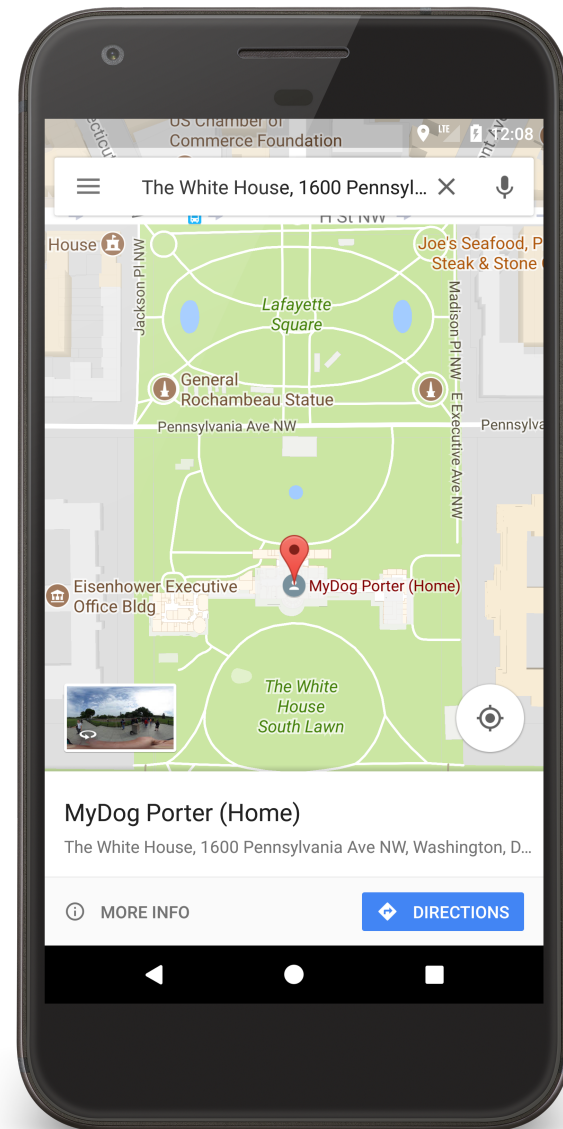 US Chamber of
Commerce Foundation
LTE
12:08
The White House, 1600 Pennsyl...
H St NW
House
Jackson Pl NW
Joe's Seafood, P
Steak & Stone
Madison Pl NW
Lafayette
Square
General
Rochambeau Statue
Pennsylvania Ave NW
E Executive Ave NW
Pennsylva
Eisenhower Executive
Office Bldg
MyDog Porter (Home)
The White
House
South Lawn
MyDog Porter (Home)
The White House, 1600 Pennsylvania Ave NW, Washington, D...
MORE INFO
DIRECTIONS